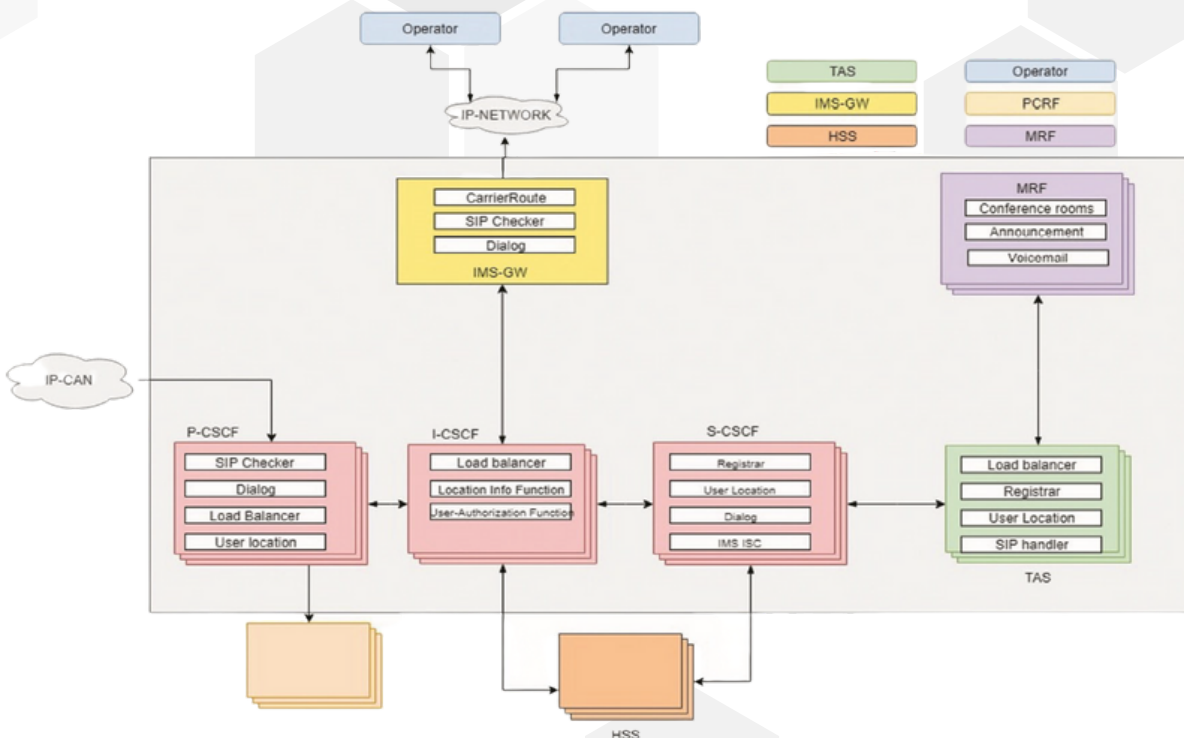 Operator
Operator
IP-NETWORK
TAS
Operator
IMS-GW
PCRF
HSS
MRF
CarrierRoute
SIP Checker
Dialog
IMS-GW
MRF
Conference rooms
Announcement
Voicemail
IP-CAN
P-CSCF
SIP Checker
Dialog
Load Balancer
User location
I-CSCF
Load balancer
Location Info Function
User-Authorization Function
S-CSCF
Registrar
User Location
Dialog
IMS ISC
Load balancer
Registrar
User Location
SIP handler
TAS
HSS